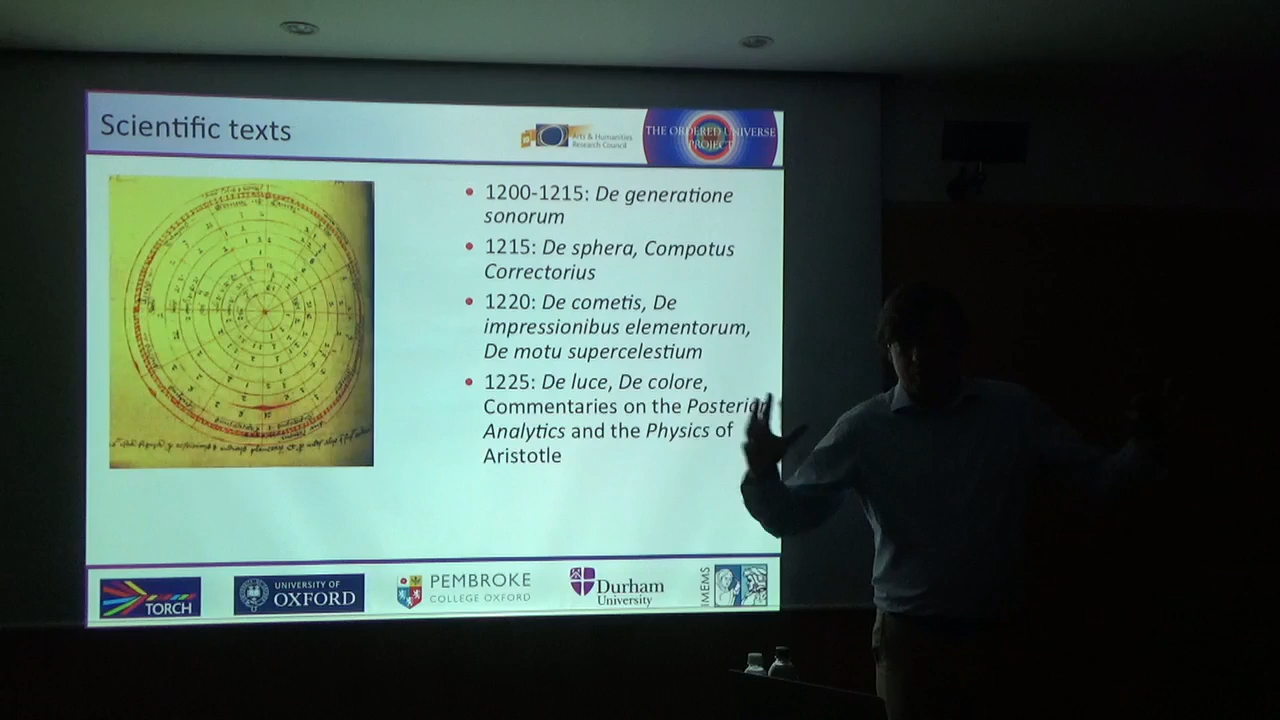 Scientific texts
Arts & Humanities
Research Council
THE ORDERED UNIVERSE
PROJECT
1200-1215: De generatione
sonorum
1215: De sphera, Compotus
Correctorius
1220: De cometis, De
impressionibus elementorum,
De motu supercelestium
1225: De luce, De colore,
Commentaries on the Posterior
Analytics and the Physics of
Aristotle
TORCH
UNIVERSITY OF
OXFORD
PEMBROKE
COLLEGE OXFORD
Durham
University
IMEMS